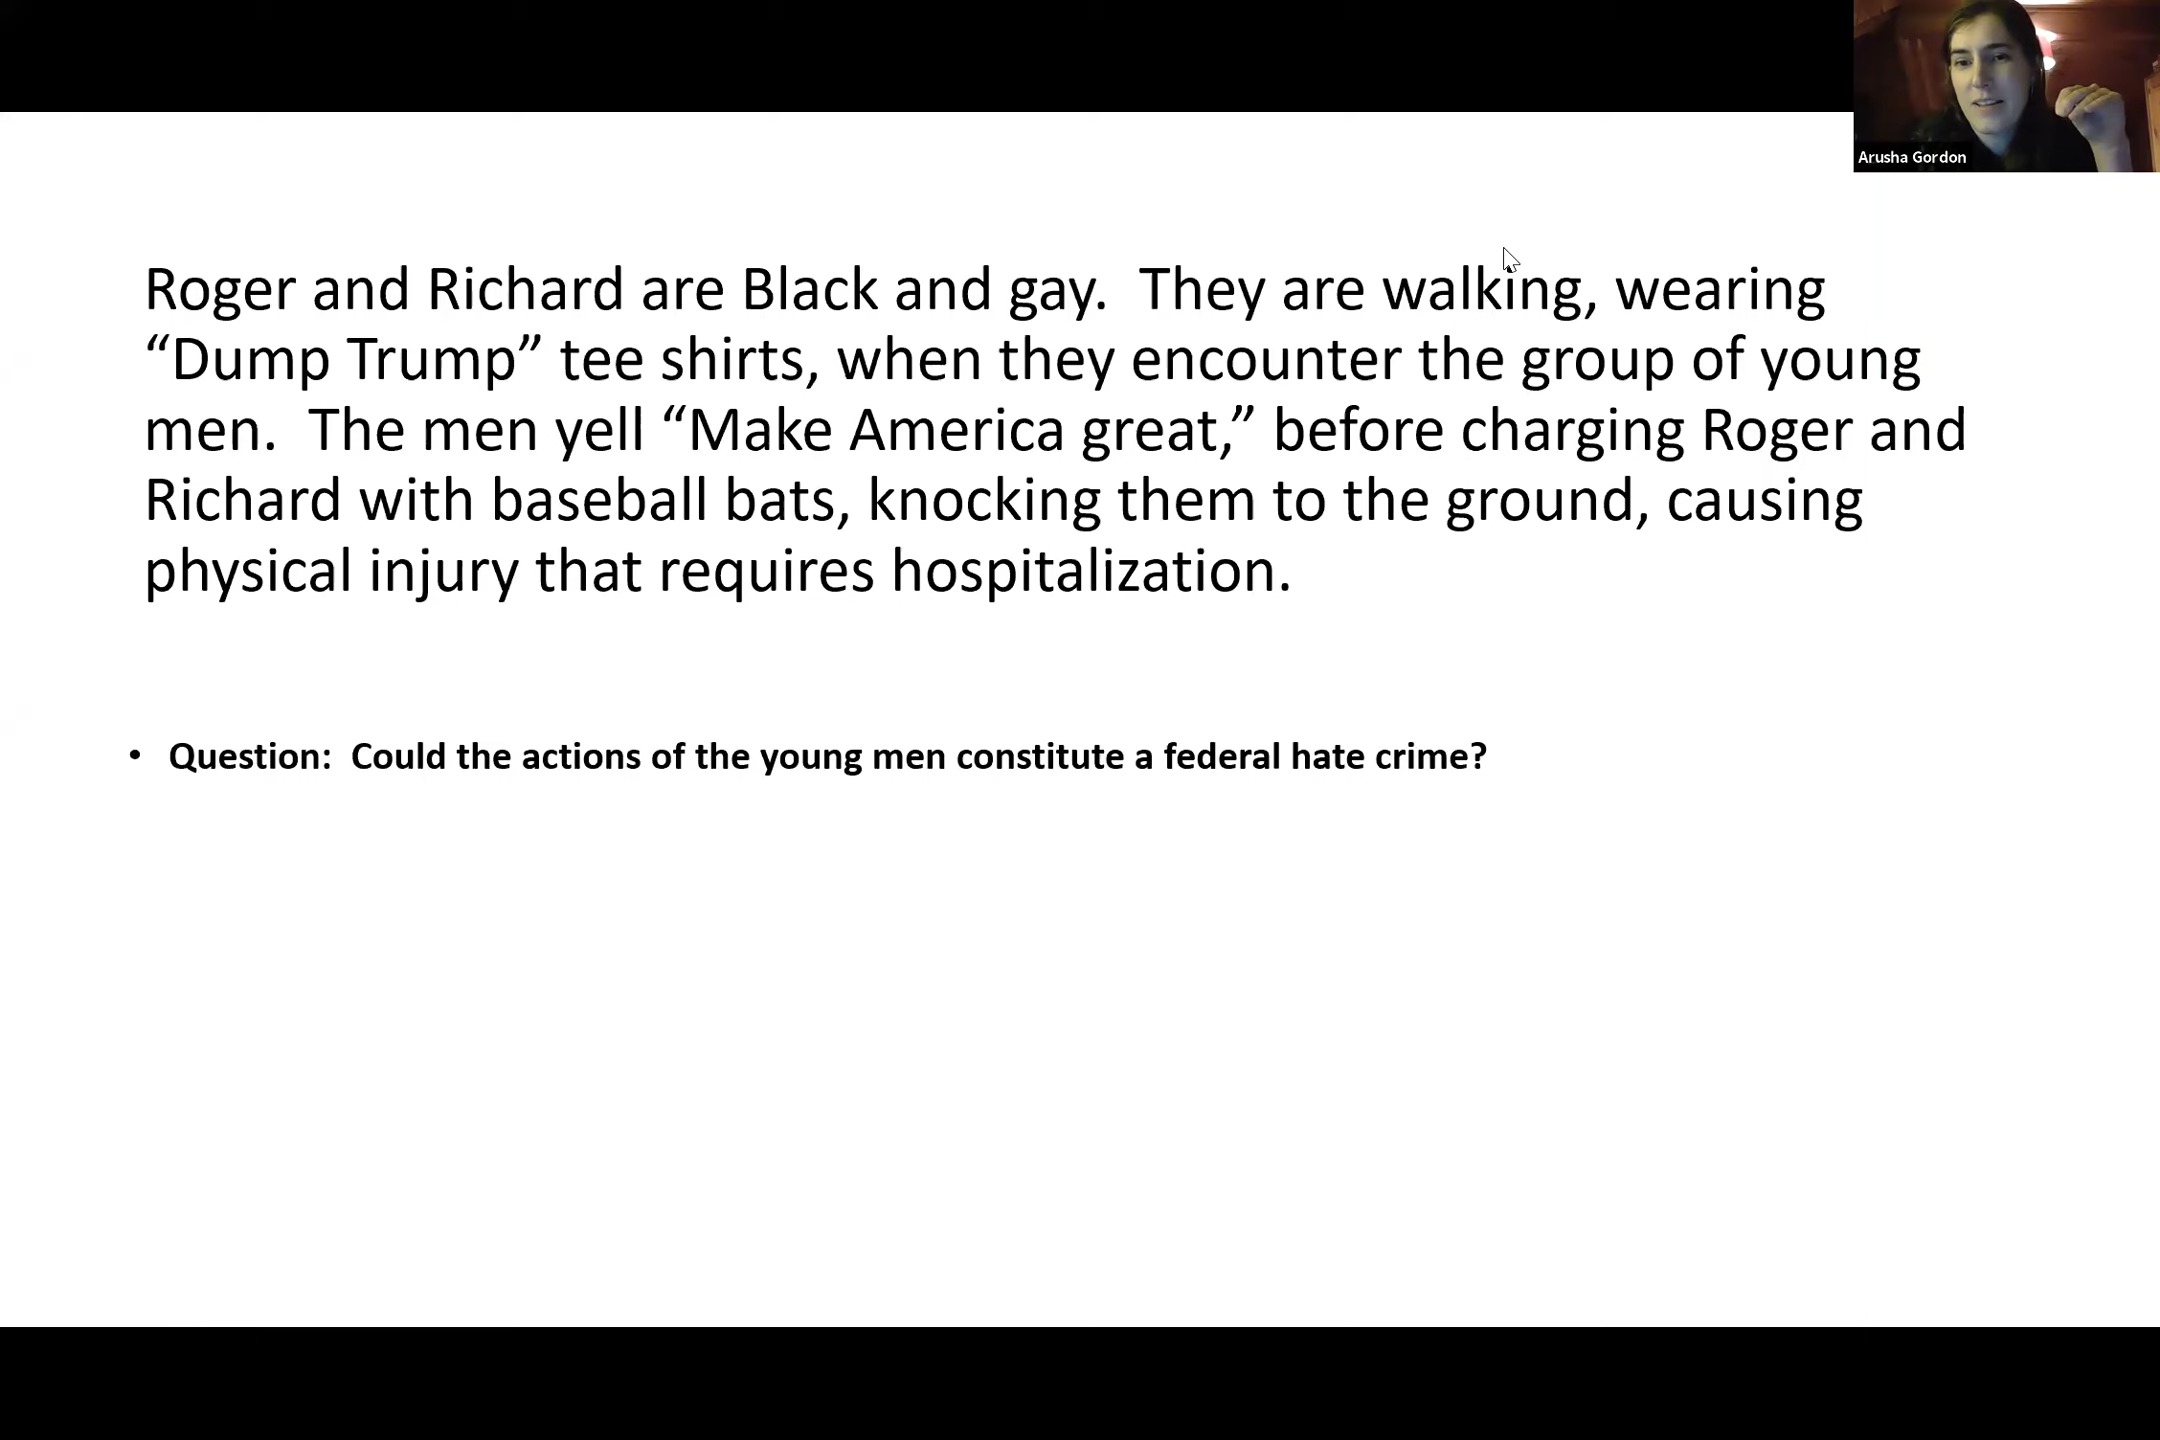 Arusha Gordon
Roger and Richard are Black and gay.  They are walking, wearing
“Dump Trump” tee shirts, when they encounter the group of young
men.  The men yell “Make America great,” before charging Roger and
Richard with baseball bats, knocking them to the ground, causing
physical injury that requires hospitalization.
• Question:  Could the actions of the young men constitute a federal hate crime?